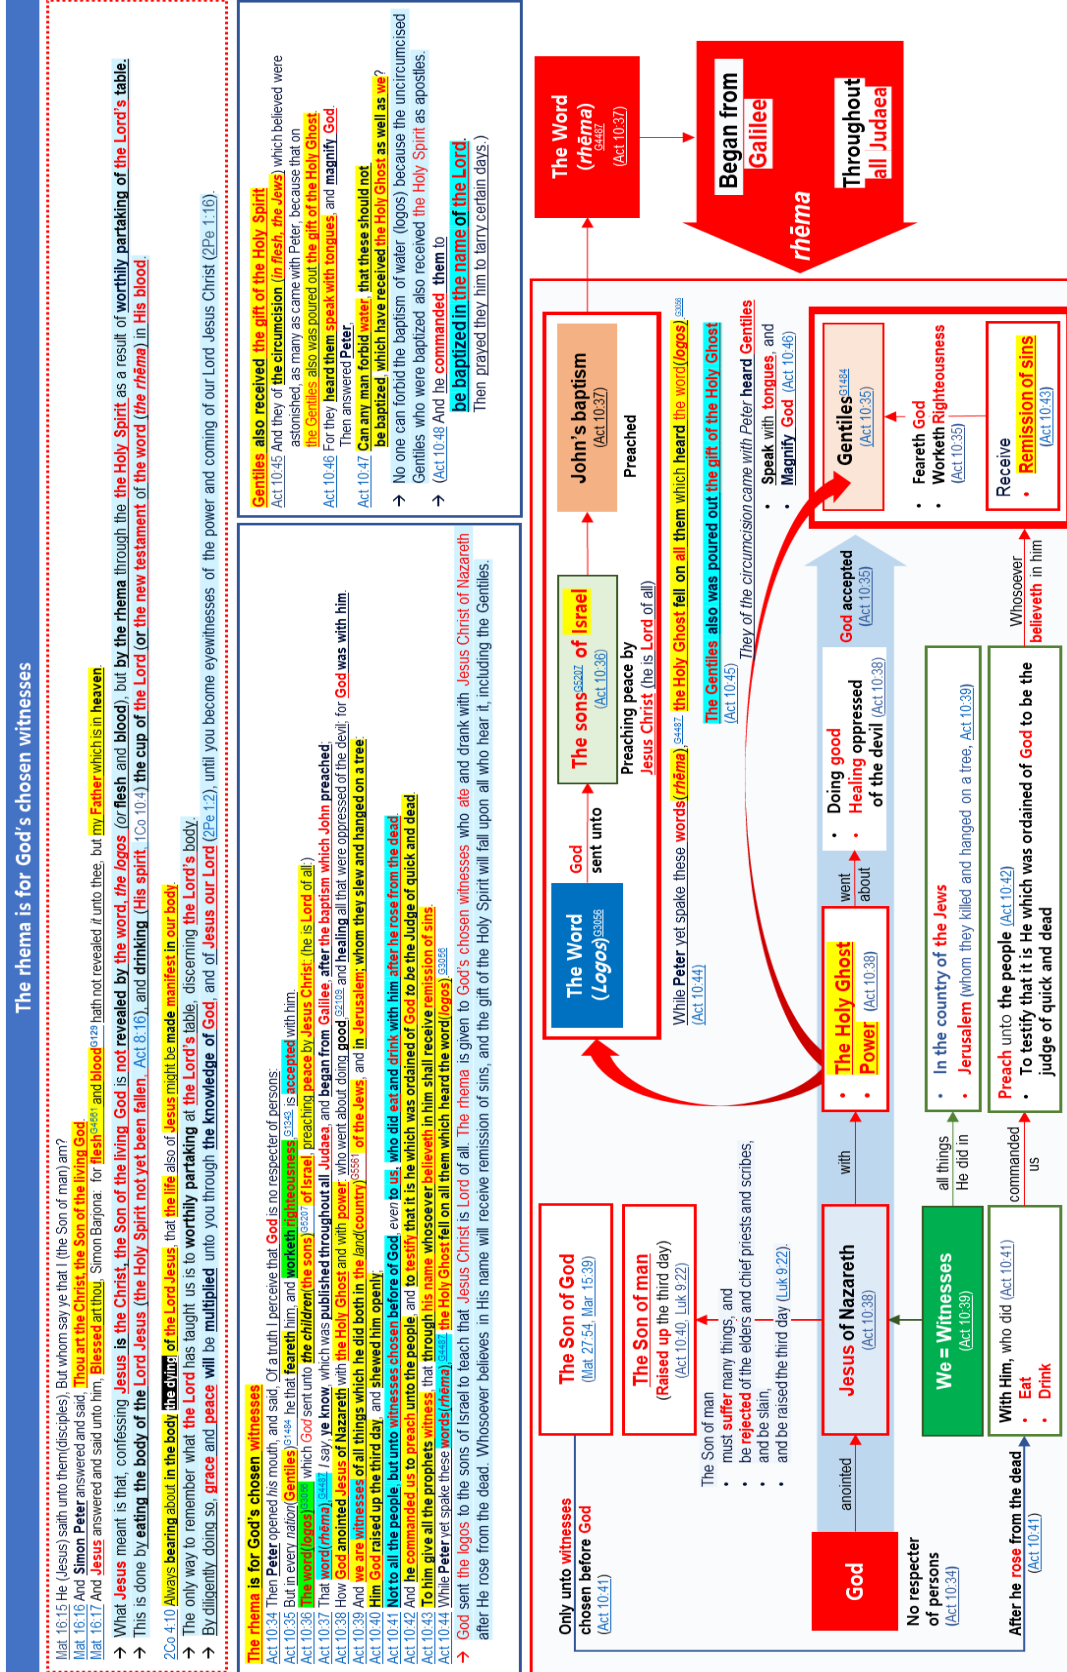 The rhema is for God's chosen witnesses
Mat 16:15 He (Jesus) saith unto them(disciples), But whom say ye that I (the Son of man) am?
Mat 16:16 And Simon Peter answered and said, Thou art the Christ, the Son of the living God.
Mat 16:17 And Jesus answered and said unto him, Blessed art thou, Simon Barjona: for fleshG4561 and bloodG129 hath not revealed it unto thee, but my Father which is in heaven.
→ What Jesus meant is that, confessing Jesus is the Christ, the Son of the living God is not revealed by the word, the logos (or flesh and blood), but by the rhema through the the Holy Spirit as a result of worthily partaking of the Lord's table.
→ This is done by eating the body of the Lord Jesus (the Holy Spirit not yet been fallen. Act 8:16), and drinking (His spirit, 1Co 10:4) the cup of the Lord (or the new testament of the word (the rhēma) in His blood.
2Co 4:10 Always bearing about in the body the dying of the Lord Jesus, that the life also of Jesus might be made manifest in our body.
→ The only way to remember what the Lord has taught us is to worthily partaking at the Lord's table, discerning the Lord's body.
→ By diligently doing so, grace and peace will be multiplied unto you through the knowledge of God, and of Jesus our Lord (2Pe 1:2), until you become eyewitnesses of the power and coming of our Lord Jesus Christ (2Pe 1:16).
The rhema is for God's chosen witnesses
Act 10:34 Then Peter opened his mouth, and said, Of a truth I perceive that God is no respecter of persons:
Act 10:35 But in every nation(Gentiles)G1484 he that feareth him, and worketh righteousness,G1343 is accepted with him.
Act 10:36 The word(logos)G3056 which God sent unto the children(the sons)G5207 of Israel, preaching peace by Jesus Christ: (he is Lord of all:)
Act 10:37 That word(rhēma),G4487 I say, ye know, which was published throughout all Judaea, and began from Galilee, after the baptism which John preached;
Act 10:38 How God anointed Jesus of Nazareth with the Holy Ghost and with power: who went about doing good,G2109 and healing all that were oppressed of the devil; for God was with him.
Act 10:39 And we are witnesses of all things which he did both in the land(country)G5561 of the Jews, and in Jerusalem; whom they slew and hanged on a tree:
Act 10:40 Him God raised up the third day, and shewed him openly;
Act 10:41 Not to all the people, but unto witnesses chosen before of God, even to us, who did eat and drink with him after he rose from the dead.
Act 10:42 And he commanded us to preach unto the people, and to testify that it is he which was ordained of God to be the Judge of quick and dead.
Act 10:43 To him give all the prophets witness, that through his name whosoever believeth in him shall receive remission of sins.
Act 10:44 While Peter yet spake these words(rhēma),G4487 the Holy Ghost fell on all them which heard the word(logos).G3056
→ God sent the logos to the sons of Israel to teach that Jesus Christ is Lord of all. The rhema is given to God's chosen witnesses who ate and drank with Jesus Christ of Nazareth
after He rose from the dead. Whosoever believes in His name will receive remission of sins, and the gift of the Holy Spirit will fall upon all who hear it, including the Gentiles.
Gentiles also received the gift of the Holy Spirit
Act 10:45 And they of the circumcision (in flesh, the Jews) which believed were
astonished, as many as came with Peter, because that on
the Gentiles also was poured out the gift of the Holy Ghost.
Act 10:46 For they heard them speak with tongues, and magnify God.
Then answered Peter,
Act 10:47 Can any man forbid water, that these should not
be baptized, which have received the Holy Ghost as well as we?
→ No one can forbid the baptism of water (logos) because the uncircumcised
Gentiles who were baptized also received the Holy Spirit as apostles.
→ (Act 10:48 And he commanded them to
be baptized in the name of the Lord.
Then prayed they him to tarry certain days.)
Only unto witnesses
chosen before God
(Act 10:41)
The Son of God
(Mat 27:54, Mar 15:39)
The Son of man
(Raised up the third day)
(Act 10:40, Luk 9:22)
The Son of man
• must suffer many things, and
• be rejected of the elders and chief priests and scribes,
• and be slain,
• and be raised the third day (Luk 9:22).
The Word
(Logos)G3056
God
sent unto
The sonsG5207 of Israel
(Act 10:36)
Preaching peace by
Jesus Christ (he is Lord of all)
John's baptism
(Act 10:37)
Preached
The Word
(rhēma)
G4487
(Act 10:37)
Began from
Galilee
Throughout
all Judaea
rhēma
While Peter yet spake these words(rhēma),G4487 the Holy Ghost fell on all them which heard the word(logos).G3056
(Act 10:44)
The Gentiles also was poured out the gift of the Holy Ghost
(Act 10:45)
They of the circumcision came with Peter heard Gentiles
• Speak with tongues, and
• Magnify God (Act 10:46)
God
No respecter
of persons
(Act 10:34)
anointed
Jesus of Nazareth
(Act 10:38)
with
• The Holy Ghost
• Power (Act 10:38)
went
about
• Doing good
• Healing oppressed
of the devil (Act 10:38)
God accepted
(Act 10:35)
GentilesG1484
(Act 10:35)
• Feareth God
• Worketh Righteousness
(Act 10:35)
Receive
• Remission of sins
(Act 10:43)
We = Witnesses
(Act 10:39)
all things
He did in
• In the country of the Jews
• Jerusalem (whom they killed and hanged on a tree, Act 10:39)
After he rose from the dead
(Act 10:41)
With Him, who did (Act 10:41)
• Eat
• Drink
commanded
us
Preach unto the people (Act 10:42)
• To testify that it is He which was ordained of God to be the
judge of quick and dead
Whosoever
believeth in him